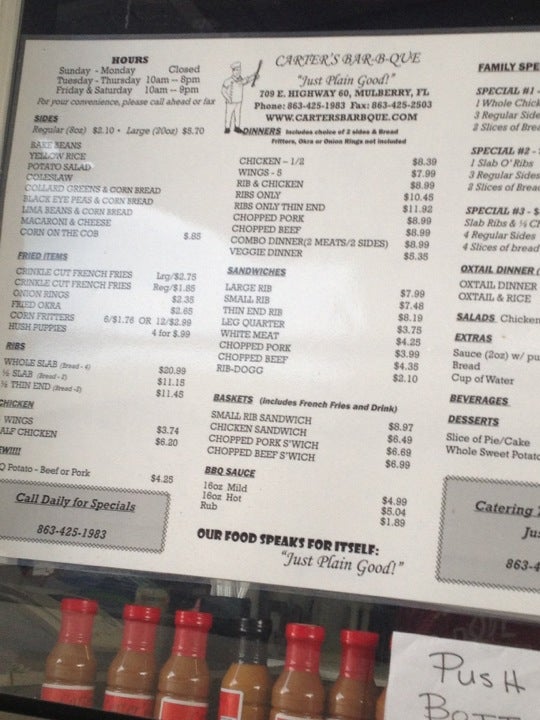 HOURS
Sunday - Monday Closed
Tuesday - Thursday 10am -- 8pm
Friday & Saturday 10am -- 9pm
For your convenience, please call ahead or fax
CARTER'S BAR-B-QUE
"Just Plain Good!"
709 E. HIGHWAY 60, MULBERRY, FL
Phone: 863-425-1983 Fax: 863-425-2503
WWW.CARTERSBARBQUE.COM
SIDES
Regular (8oz) $2.10 - Large (20oz) $5.70
BAKE BEANS
YELLOW RICE
POTATO SALAD
COLESLAW
COLLARD GREENS & CORN BREAD
BLACK EYE PEAS & CORN BREAD
LIMA BEANS & CORN BREAD
MACARONI & CHEESE
CORN ON THE COB $.85
FRIED ITEMS
CRINKLE CUT FRENCH FRIES Lrg/$2.75
CRINKLE CUT FRENCH FRIES Reg/$1.85
ONION RINGS $2.35
FRIED OKRA $2.65
CORN FRITTERS 6/$1.76 OR 12/$2.99
HUSH PUPPIES 4 for $.99
RIBS
WHOLE SLAB (Bread - 4) $20.99
½ SLAB (Bread - 2) $11.15
½ THIN END (Bread -2) $11.45
CHICKEN
WINGS $3.74
ALF CHICKEN $6.20
EW!!!!
Q Potato - Beef or Pork $4.25
Call Daily for Specials
863-425-1983
DINNERS Includes choice of 2 sides & Bread
Fritters, Okra or Onion Rings not included
CHICKEN – 1/2 $8.39
WINGS - 5 $7.99
RIB & CHICKEN $8.99
RIBS ONLY $10.45
RIBS ONLY THIN END $11.92
CHOPPED PORK $8.99
CHOPPED BEEF $8.99
COMBO DINNER(2 MEATS/2 SIDES) $8.99
VEGGIE DINNER $5.35
SANDWICHES
LARGE RIB $7.99
SMALL RIB $7.48
THIN END RIB $8.19
LEG QUARTER $3.75
WHITE MEAT $4.25
CHOPPED PORK $3.99
CHOPPED BEEF $4.35
RIB-DOGG $2.10
BASKETS (includes French Fries and Drink)
SMALL RIB SANDWICH $8.97
CHICKEN SANDWICH $6.49
CHOPPED PORK S'WICH $6.69
CHOPPED BEEF S'WICH $6.99
BBQ SAUCE
16oz Mild $4.99
16oz Hot $5.04
Rub $1.89
OUR FOOD SPEAKS FOR ITSELF:
"Just Plain Good!"
FAMILY SPE
SPECIAL #1 -
1 Whole Chick
3 Regular Side
2 Slices of Brea
SPECIAL #2 -
1 Slab O' Ribs
3 Regular Sides
2 Slices of Bread
SPECIAL #3 - $
Slab Ribs & ½ Ch
4 Regular Sides
4 Slices of bread
OXTAIL DINNER (
OXTAIL DINNER
OXTAIL & RICE
SALADS Chicken
EXTRAS
Sauce (2oz) w/ pu
Bread
Cup of Water
BEVERAGES
DESSERTS
Slice of Pie/Cake
Whole Sweet Potato
Catering
Jus
863-4
PUSH
BOTT